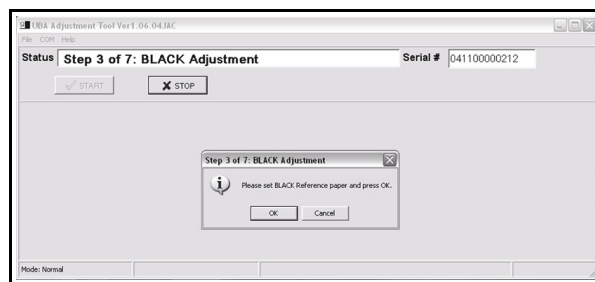 UBA Adjustment Tool Ver1.06.04JAC
File COM Help
Status Step 3 of 7: BLACK Adjustment Serial # 041100000212
START STOP
Step 3 of 7: BLACK Adjustment
Please set BLACK Reference paper and press OK.
OK Cancel
Mode: Normal